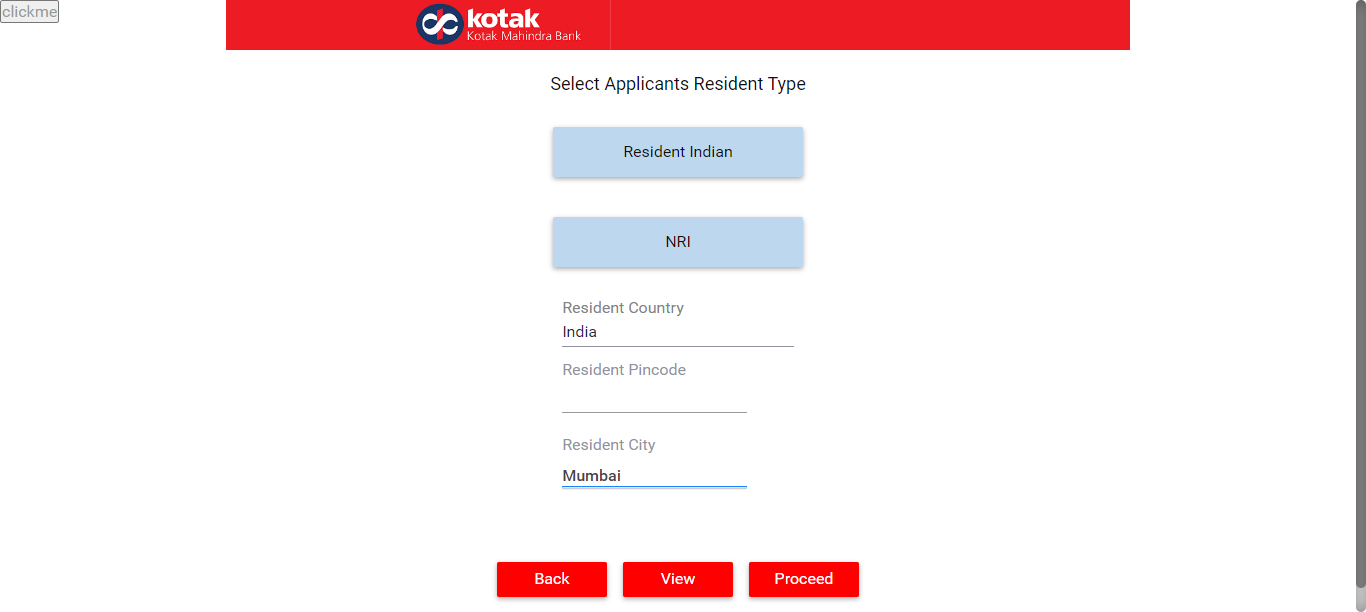 clickme
kotak
Kotak Mahindra Bank
Select Applicants Resident Type
Resident Indian
NRI
Resident Country
India
Resident Pincode
Resident City
Mumbai
Back View Proceed